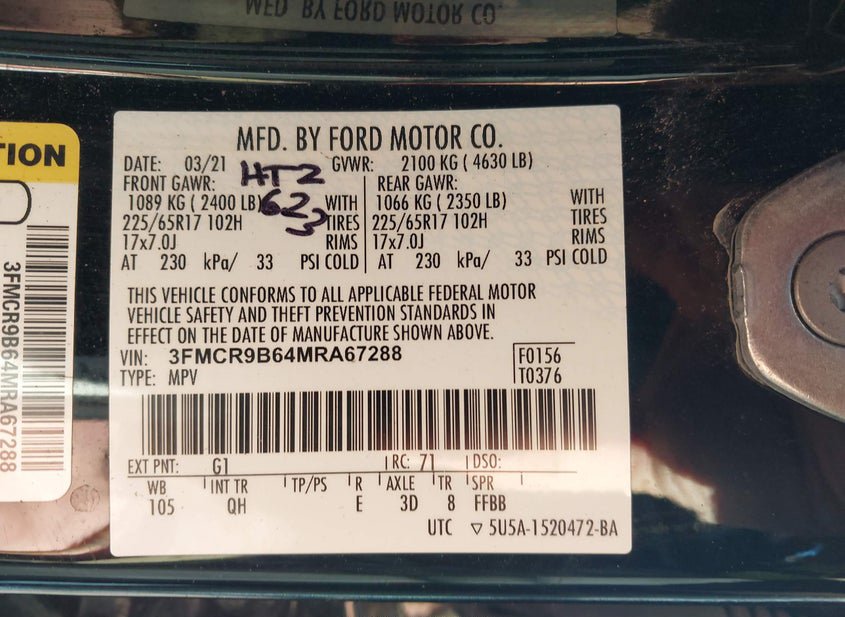 MFD. BY FORD MOTOR CO.
TION
3FMCR9B64MRA67288
MFD. BY FORD MOTOR CO.
DATE: 03/21 GVWR: 2100 KG ( 4630 LB)
HT2
FRONT GAWR: REAR GAWR:
1089 KG ( 2400 LB) WITH 1066 KG ( 2350 LB) WITH
62
3
225/65R17 102H TIRES 225/65R17 102H TIRES
17x7.0J RIMS 17x7.0J RIMS
AT 230 kPa/ 33 PSI COLD AT 230 kPa/ 33 PSI COLD
THIS VEHICLE CONFORMS TO ALL APPLICABLE FEDERAL MOTOR
VEHICLE SAFETY AND THEFT PREVENTION STANDARDS IN
EFFECT ON THE DATE OF MANUFACTURE SHOWN ABOVE.
VIN: 3FMCR9B64MRA67288 F0156
TYPE: MPV T0376
EXT PNT: G1 RC: 71 DSO:
WB INT TR TP/PS R AXLE TR SPR
105 QH E 3D 8 FFBB
UTC ▽ 5U5A-1520472-BA